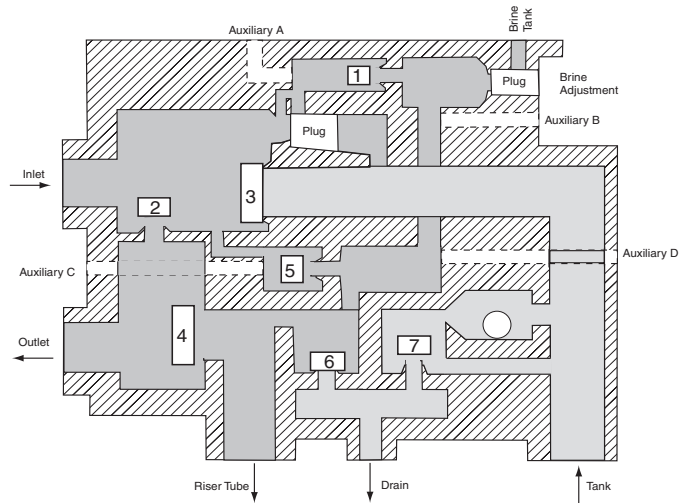 Auxiliary A
Brine
Tank
1
Plug
Brine
Adjustment
Auxiliary B
Plug
Inlet
3
2
Auxiliary D
Auxiliary C
5
4
Outlet
7
6
Riser Tube
Drain
Tank